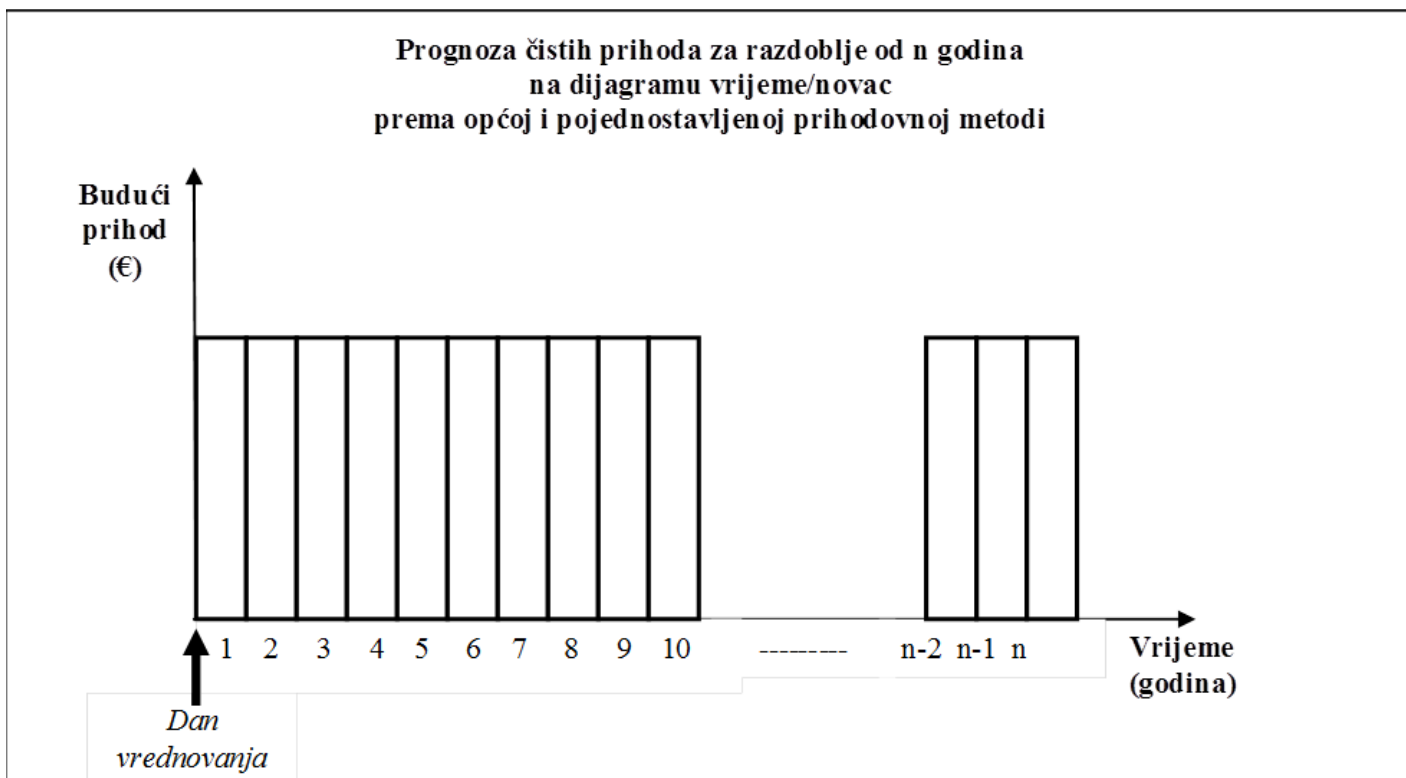 Prognoza čistih prihoda za razdoblje od n godina
na dijagramu vrijeme/novac
prema općoj i pojednostavljenoj prihodovnoj metodi
Budući
prihod
(€)
1 2 3 4 5 6 7 8 9 10 --------- n-2 n-1 n
Vrijeme
(godina)
Dan
vrednovanja